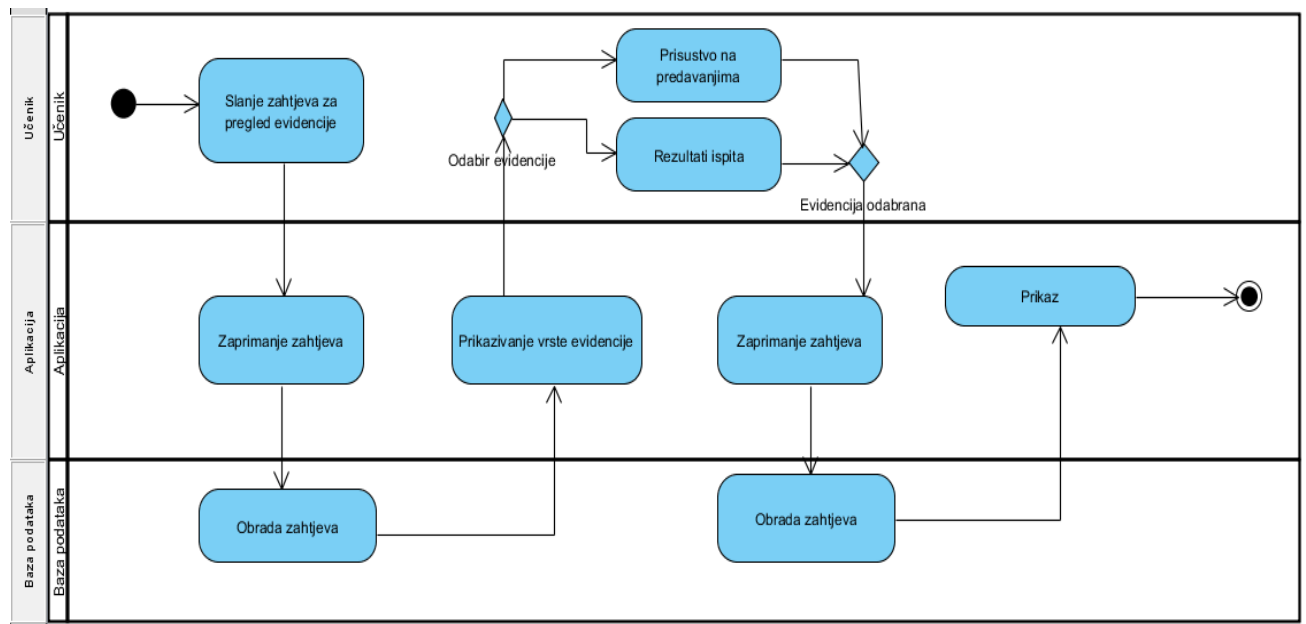 Učenik
Učenik
Slanje zahtjeva za
pregled evidencije
Odabir evidencije
Prisustvo na
predavanjima
Rezultati ispita
Evidencija odabrana
Aplikacija
Aplikacija
Zaprimanje zahtjeva
Prikazivanje vrste evidencije
Zaprimanje zahtjeva
Prikaz
Baza podataka
Baza podataka
Obrada zahtjeva
Obrada zahtjeva